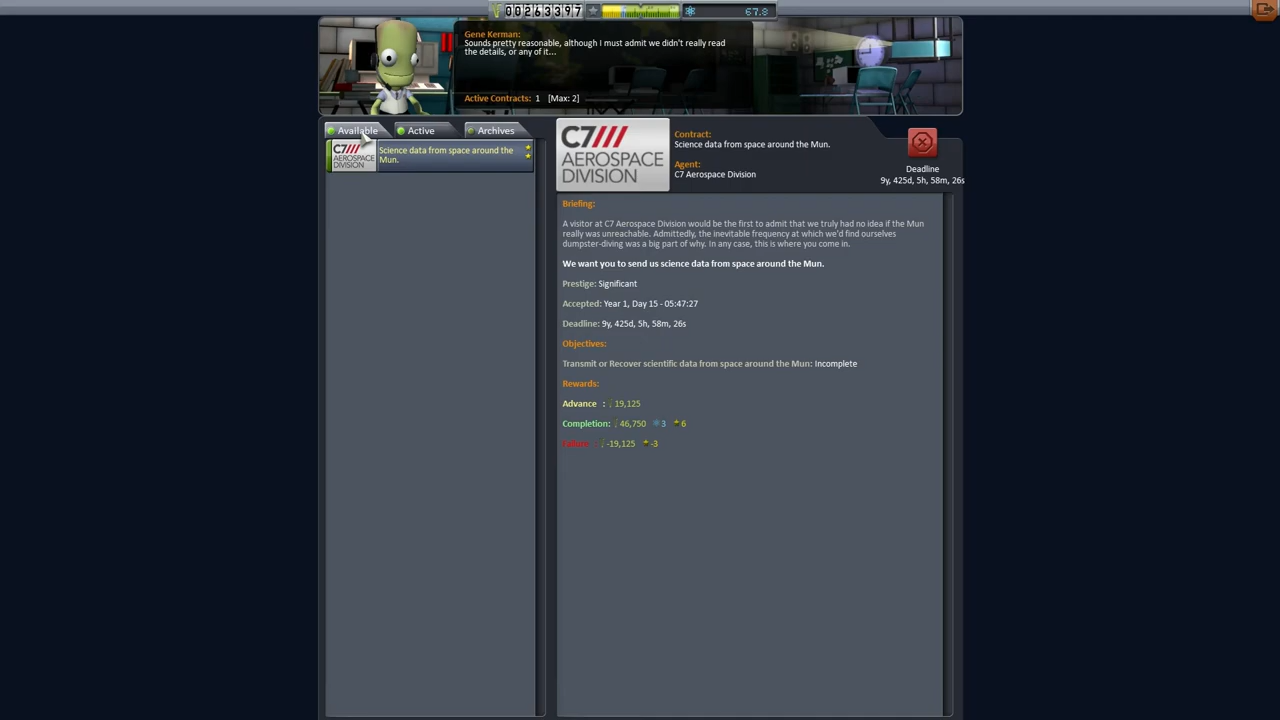 00263397
67.8
Gene Kerman:
Sounds pretty reasonable, although I must admit we didn't really read
the details, or any of it...
Active Contracts: 1 [Max: 2]
Available
Active
Archives
C7
AEROSPACE
DIVISION
Science data from space around the
Mun.
C7
AEROSPACE
DIVISION
Contract:
Science data from space around the Mun.
Agent:
C7 Aerospace Division
Deadline
9y, 425d, 5h, 58m, 26s
Briefing:
A visitor at C7 Aerospace Division would be the first to admit that we truly had no idea if the Mun
really was unreachable. Admittedly, the inevitable frequency at which we'd find ourselves
dumpster-diving was a big part of why. In any case, this is where you come in.
We want you to send us science data from space around the Mun.
Prestige: Significant
Accepted: Year 1, Day 15 - 05:47:27
Deadline: 9y, 425d, 5h, 58m, 26s
Objectives:
Transmit or Recover scientific data from space around the Mun: Incomplete
Rewards:
Advance : 19,125
Completion: 46,750 3 6
Failure : -19,125 -3